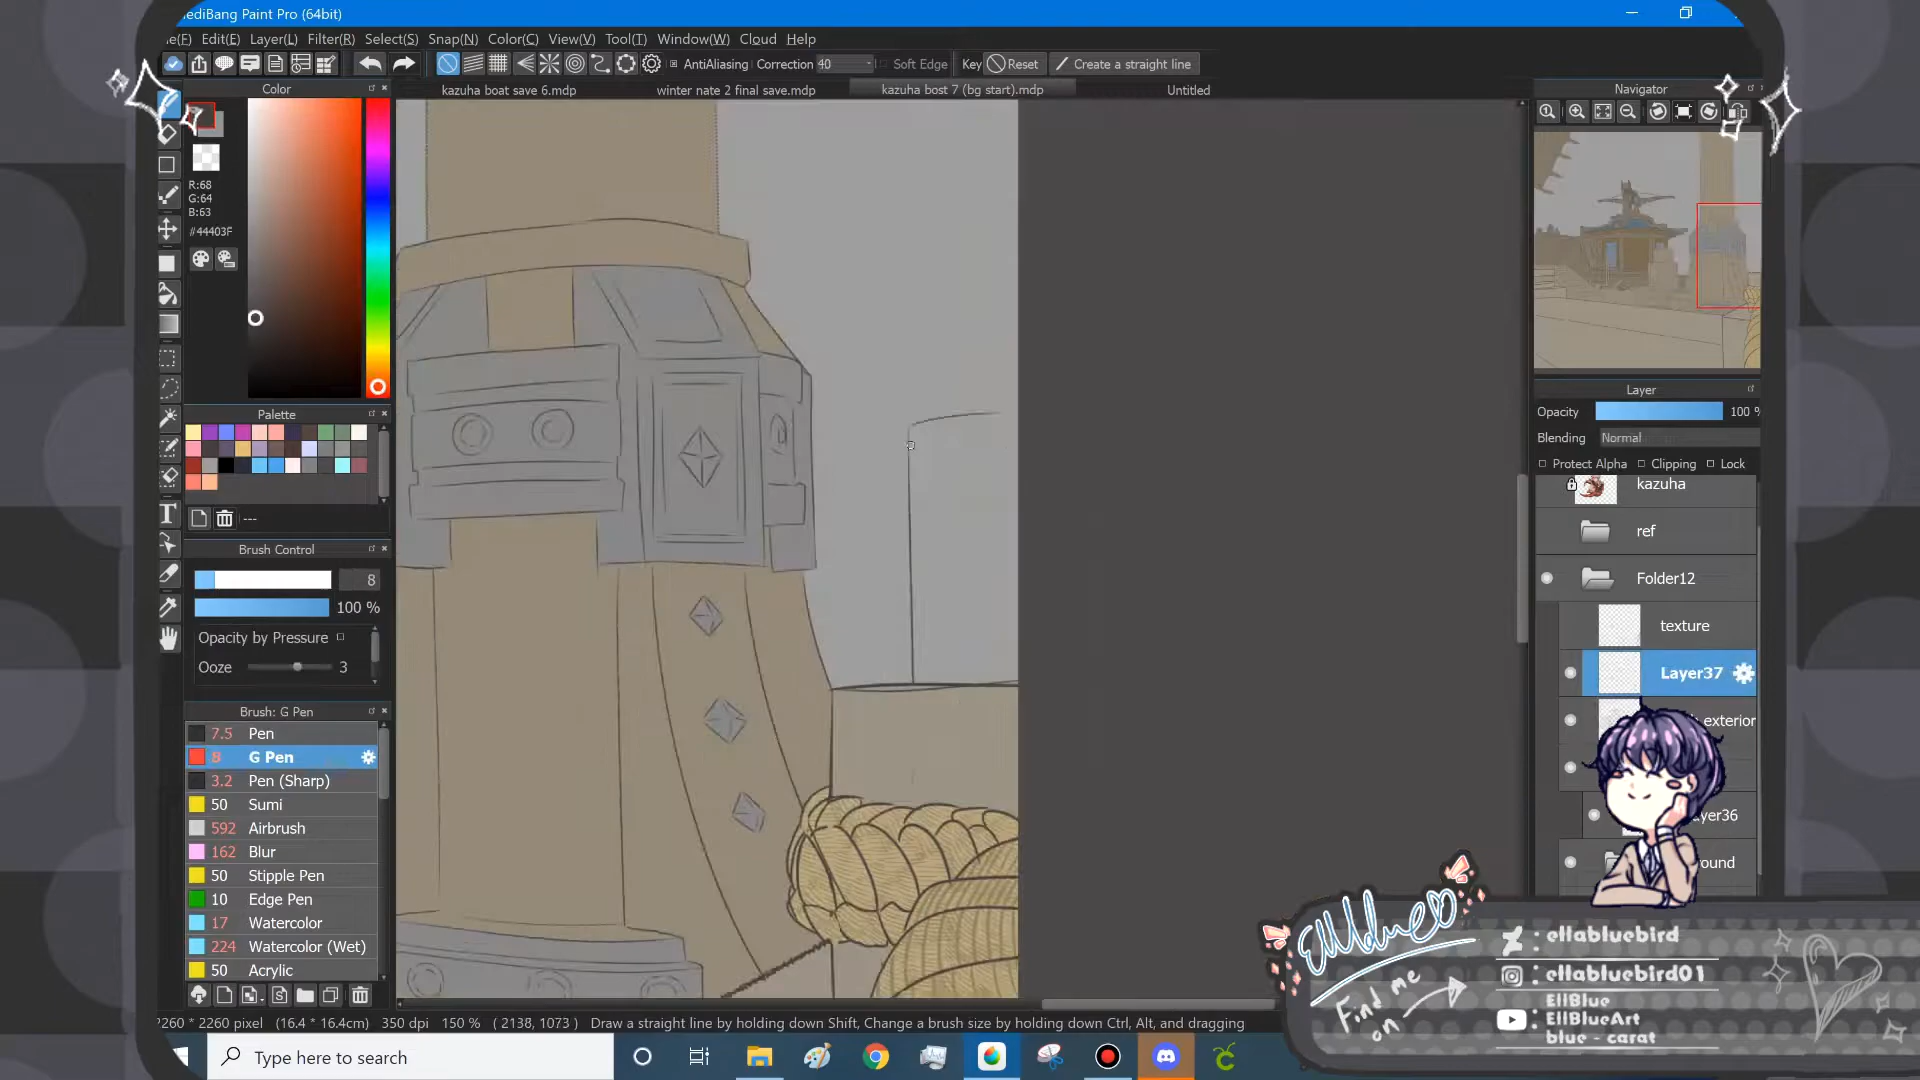 ediBang Paint Pro (64bit)
e(F) Edit(E) Layer(L) Filter(R) Select(S) Snap(N) Color(C) View(V) Tool(T) Window(W) Cloud Help
AntiAliasing Correction 40 Soft Edge Key Reset Create a straight line
Color
kazuha boat save 6.mdp winter nate 2 final save.mdp kazuha bost 7 (bg start).mdp Untitled
Navigator
R:68
G:64
B:63
#44403F
Palette
---
Brush Control
8
100 %
Opacity by Pressure
Ooze 3
Brush: G Pen
7.5 Pen
8 G Pen
3.2 Pen (Sharp)
50 Sumi
592 Airbrush
162 Blur
50 Stipple Pen
10 Edge Pen
17 Watercolor
224 Watercolor (Wet)
50 Acrylic
Layer
Opacity 100 %
Blending Normal
Protect Alpha Clipping Lock
kazuha
ref
Folder12
texture
Layer37
exterior
yer36
ound
?260 * 2260 pixel (16.4 * 16.4cm) 350 dpi 150 % ( 2138, 1073 ) Draw a straight line by holding down Shift, Change a brush size by holding down Ctrl, Alt, and dragging
Type here to search
Find me
on
: ellabluebird
: ellabluebird01
: EllBlue
EllBlueArt
blue - carat